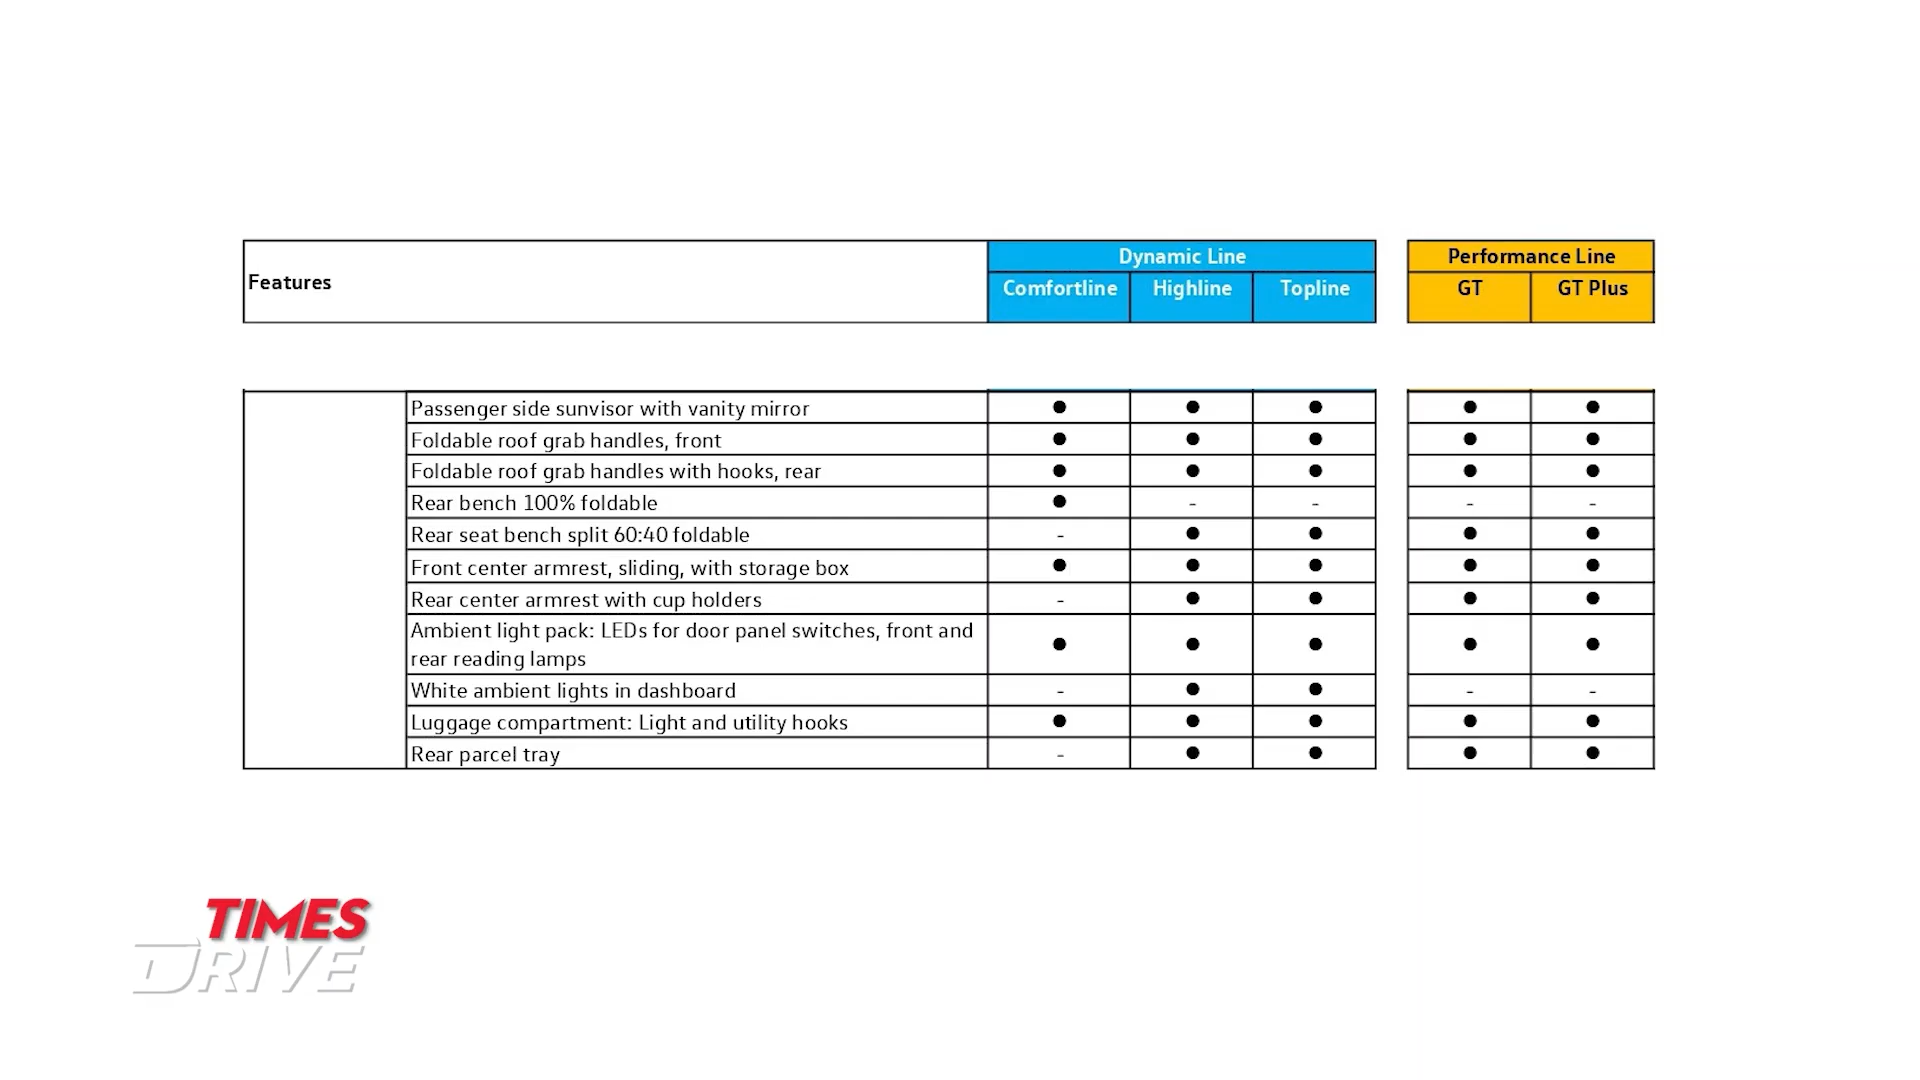 Features
Dynamic Line
Performance Line
Comfortline Highline Topline GT GT Plus
Passenger side sunvisor with vanity mirror ● ● ● ● ●
Foldable roof grab handles, front ● ● ● ● ●
Foldable roof grab handles with hooks, rear ● ● ● ● ●
Rear bench 100% foldable ● - - - -
Rear seat bench split 60:40 foldable - ● ● ● ●
Front center armrest, sliding, with storage box ● ● ● ● ●
Rear center armrest with cup holders - ● ● ● ●
Ambient light pack: LEDs for door panel switches, front and
rear reading lamps ● ● ● ● ●
White ambient lights in dashboard - ● ● - -
Luggage compartment: Light and utility hooks ● ● ● ● ●
Rear parcel tray - ● ● ● ●
TIMES
DRIVE